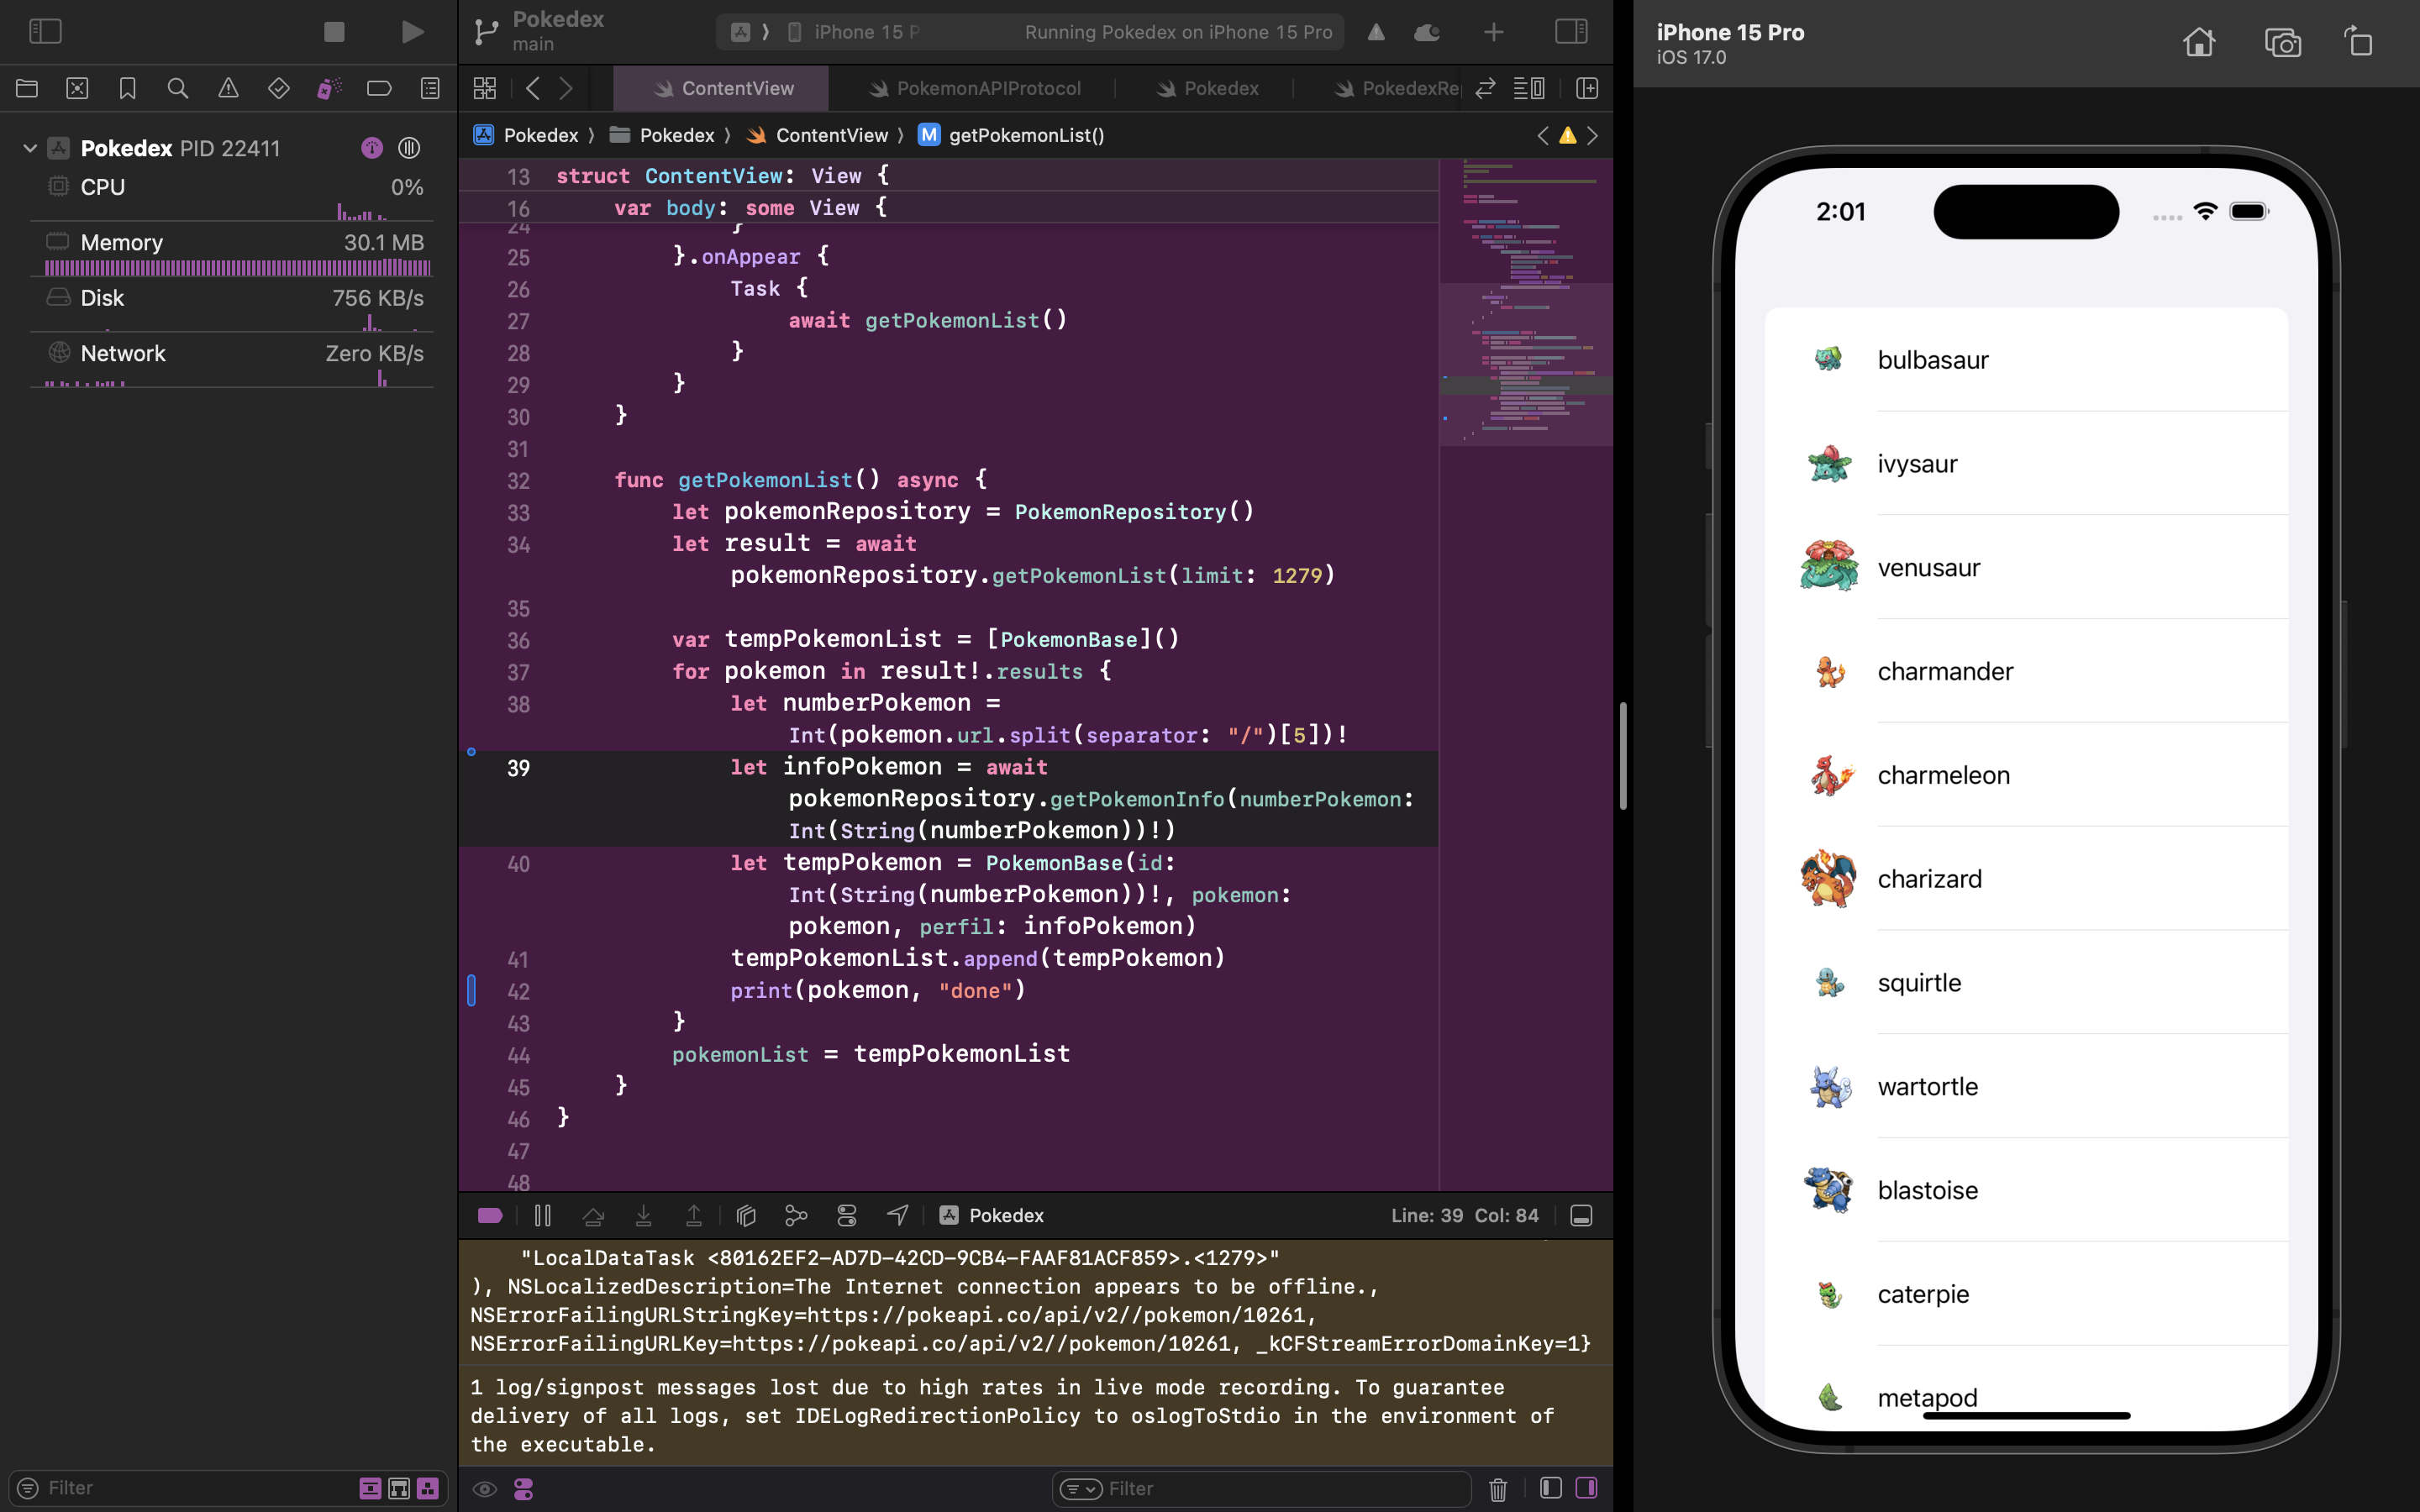 Pokedex
main
iPhone 15 P
Running Pokedex on iPhone 15 Pro
ContentView
PokemonAPIProtocol
Pokedex
PokedexRe
Pokedex
Pokedex
ContentView
M getPokemonList()
Pokedex PID 22411
CPU 0%
Memory 30.1 MB
Disk 756 KB/s
Network Zero KB/s
Filter
13 struct ContentView: View {
16 var body: some View {
24 }
25 }.onAppear {
26 Task {
27 await getPokemonList()
28 }
29 }
30 }
31
32 func getPokemonList() async {
33 let pokemonRepository = PokemonRepository()
34 let result = await
pokemonRepository.getPokemonList(limit: 1279)
35
36 var tempPokemonList = [PokemonBase]()
37 for pokemon in result!.results {
38 let numberPokemon =
Int(pokemon.url.split(separator: "/")[5])!
39 let infoPokemon = await
pokemonRepository.getPokemonInfo(numberPokemon:
Int(String(numberPokemon))!)
40 let tempPokemon = PokemonBase(id:
Int(String(numberPokemon))!, pokemon:
pokemon, perfil: infoPokemon)
41 tempPokemonList.append(tempPokemon)
42 print(pokemon, "done")
43 }
44 pokemonList = tempPokemonList
45 }
46 }
47
48
Pokedex
Line: 39 Col: 84
"LocalDataTask <80162EF2-AD7D-42CD-9CB4-FAAF81ACF859>.<1279>"
), NSLocalizedDescription=The Internet connection appears to be offline.,
NSErrorFailingURLStringKey=https://pokeapi.co/api/v2//pokemon/10261,
NSErrorFailingURLKey=https://pokeapi.co/api/v2//pokemon/10261, _kCFStreamErrorDomainKey=1}
1 log/signpost messages lost due to high rates in live mode recording. To guarantee
delivery of all logs, set IDELogRedirectionPolicy to oslogToStdio in the environment of
the executable.
Filter
iPhone 15 Pro
iOS 17.0
2:01
bulbasaur
ivysaur
venusaur
charmander
charmeleon
charizard
squirtle
wartortle
blastoise
caterpie
metapod